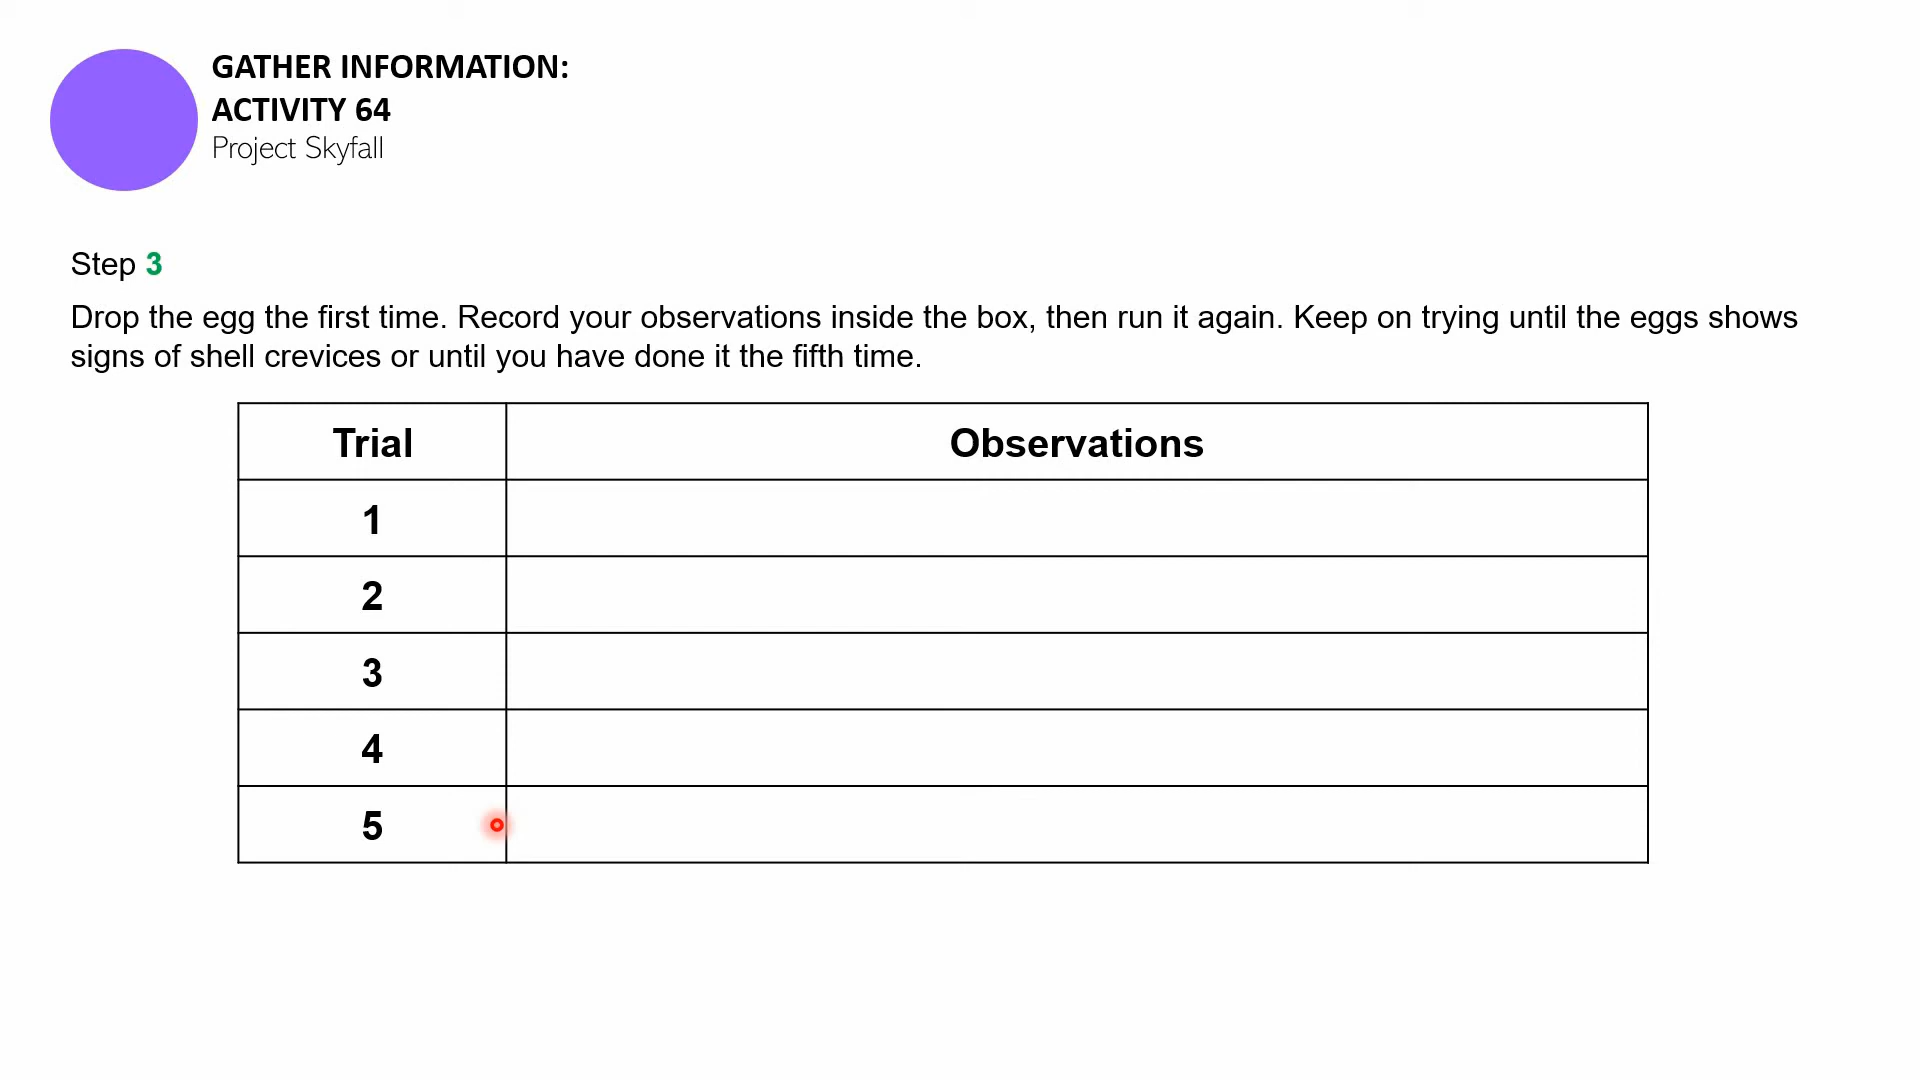 GATHER INFORMATION:
ACTIVITY 64
Project Skyfall
Step 3
Drop the egg the first time. Record your observations inside the box, then run it again. Keep on trying until the eggs shows
signs of shell crevices or until you have done it the fifth time.
Trial Observations
1
2
3
4
5